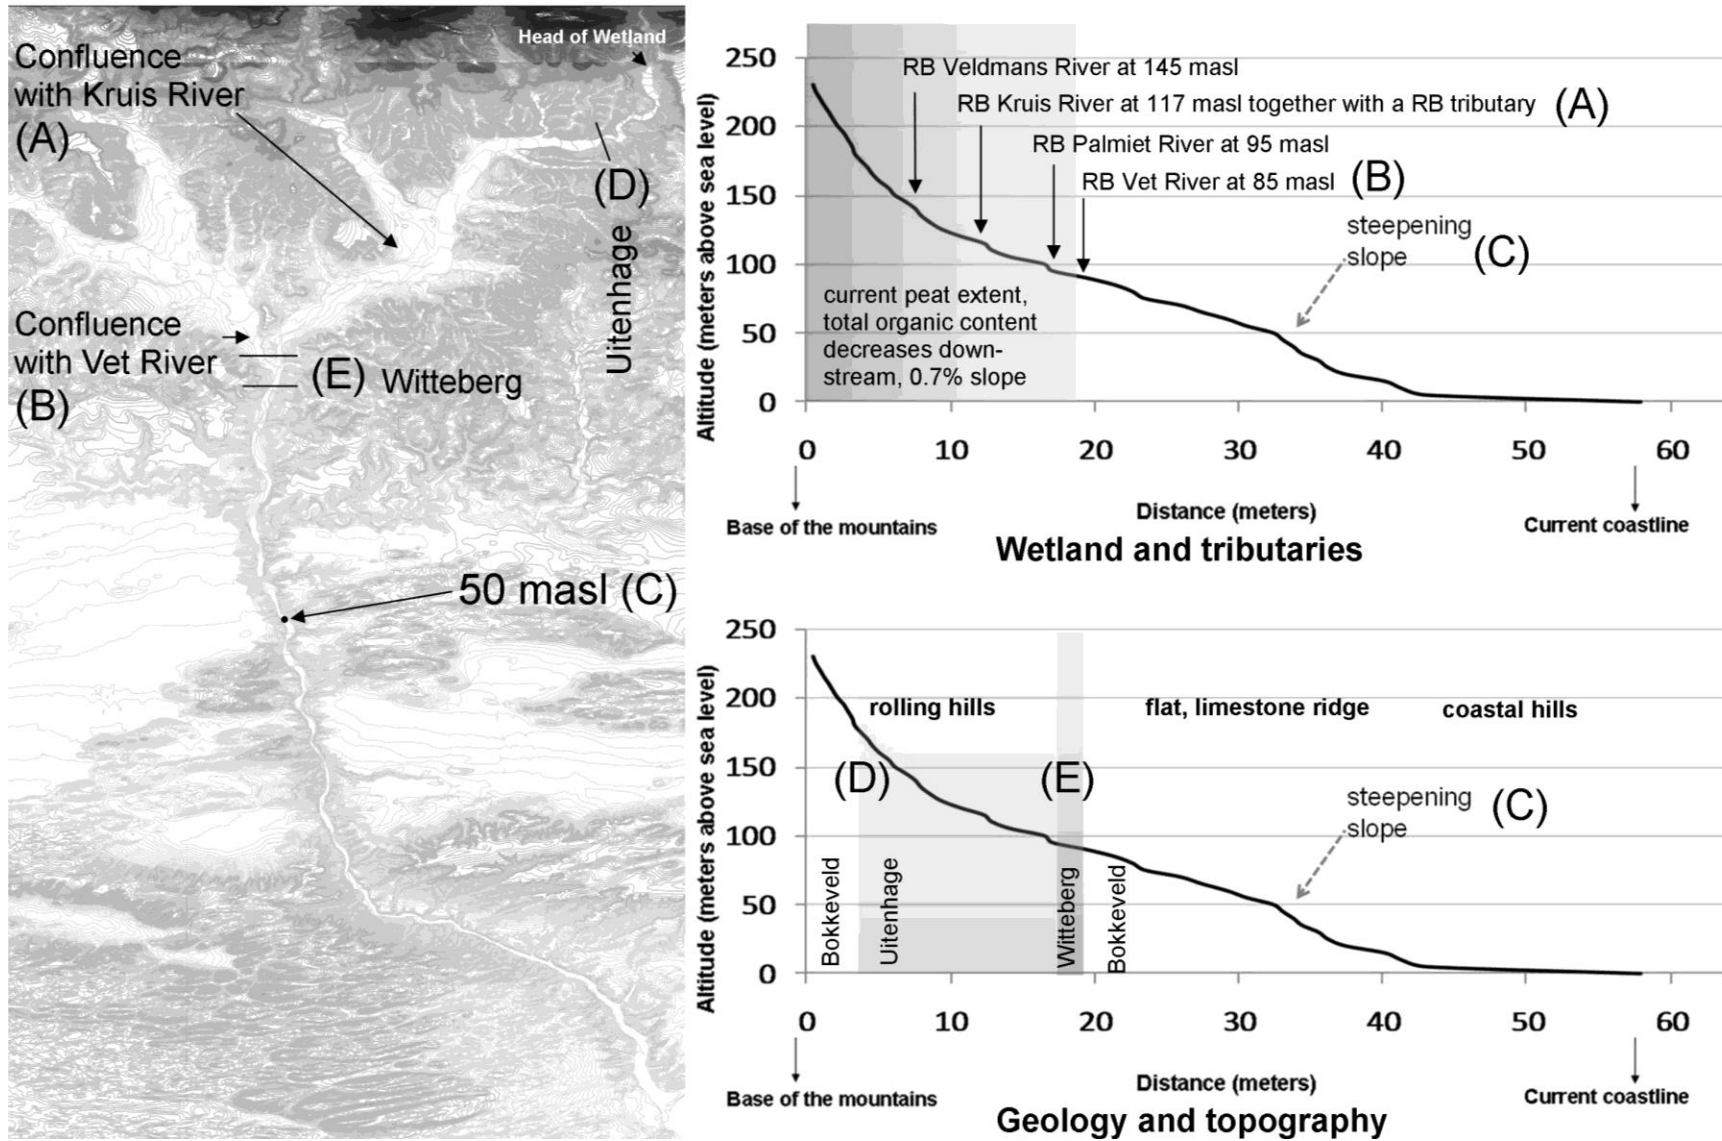 Head of Wetland
Confluence
with Kruis River
(A)
(D)
Uitenhage
Confluence
with Vet River
(B)
(E) Witteberg
50 masl (C)
Altitude (meters above sea level)
250
200
150
100
50
0
RB Veldmans River at 145 masl
RB Kruis River at 117 masl together with a RB tributary (A)
RB Palmiet River at 95 masl
RB Vet River at 85 masl (B)
steepening
slope
(C)
current peat extent,
total organic content
decreases down-
stream, 0.7% slope
0 10 20 30 40 50 60
Distance (meters)
Base of the mountains
Current coastline
Wetland and tributaries
Altitude (meters above sea level)
250
200
150
100
50
0
rolling hills
flat, limestone ridge
coastal hills
(D)
(E)
steepening
slope
(C)
Bokkeveld
Uitenhage
Witteberg
Bokkeveld
0 10 20 30 40 50 60
Distance (meters)
Base of the mountains
Current coastline
Geology and topography